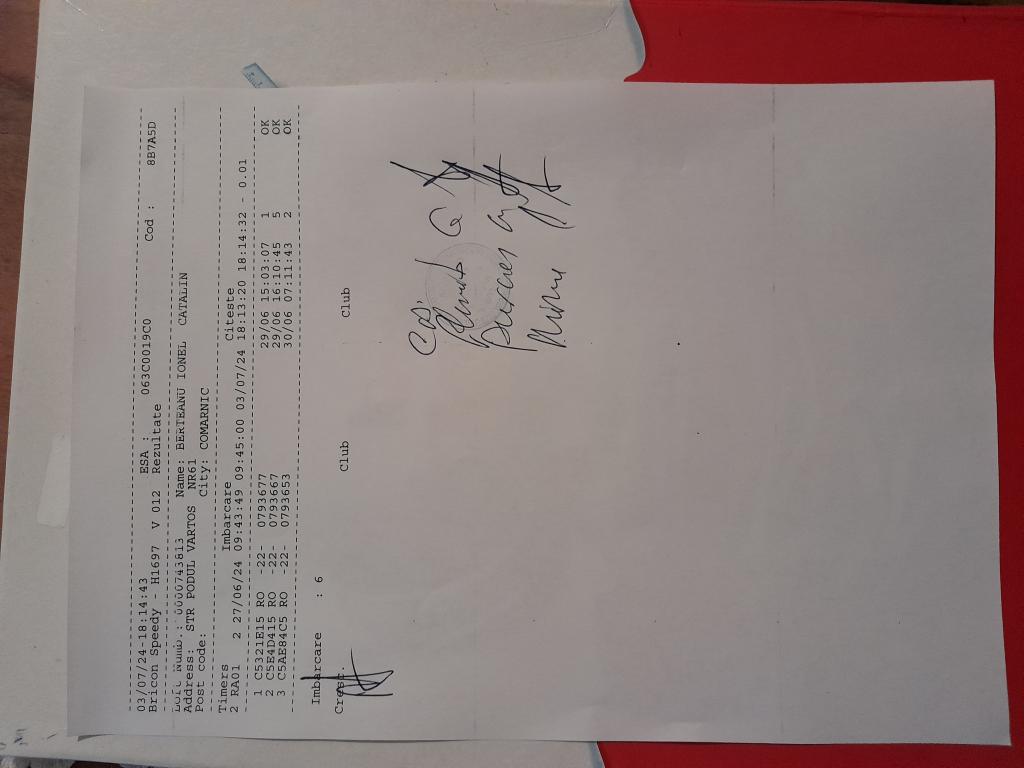 03/07/24-18:14:43 ESA : 063C0019C0 Cod : 8B7A5D
Bricon Speedy - H1697 V 012 Rezultate
Loft Numb.: 0000743813 Name: BERTEANU IONEL CATALIN
Address: STR PODUL VARTOS NR61
Post code: City: COMARNIC
Timers Imbarcare Citeste
2 RA01 2 27/06/24 09:43:49 09:45:00 03/07/24 18:13:20 18:14:32 - 0.01
1 C5321E15 RO -22- 0793677 29/06 15:03:07 1 OK
2 C5E4D415 RO -22- 0793667 29/06 16:10:45 5 OK
3 C5AE84C5 RO -22- 0793653 30/06 07:11:43 2 OK
Imbarcare : 6
Cresc. Club Club